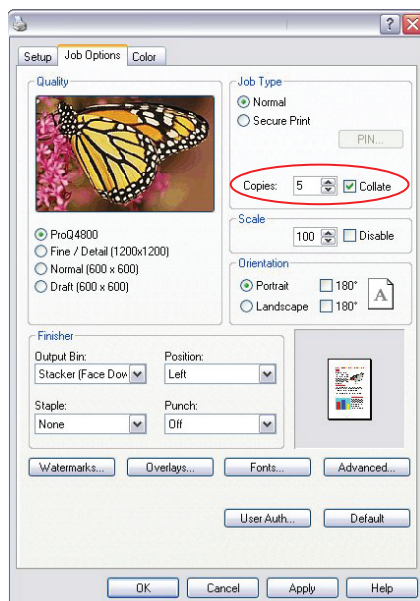 Setup Job Options Color
Quality
ProQ4800
Fine / Detail (1200x1200)
Normal (600 x 600)
Draft (600 x 600)
Job Type
Normal
Secure Print
PIN...
Copies: 5 Collate
Scale
100 Disable
Orientation
Portrait 180°
Landscape 180°
A
Finisher
Output Bin: Position:
Stacker (Face Dow Left
Staple: Punch:
None Off
Watermarks... Overlays... Fonts... Advanced...
User Auth... Default
OK Cancel Apply Help